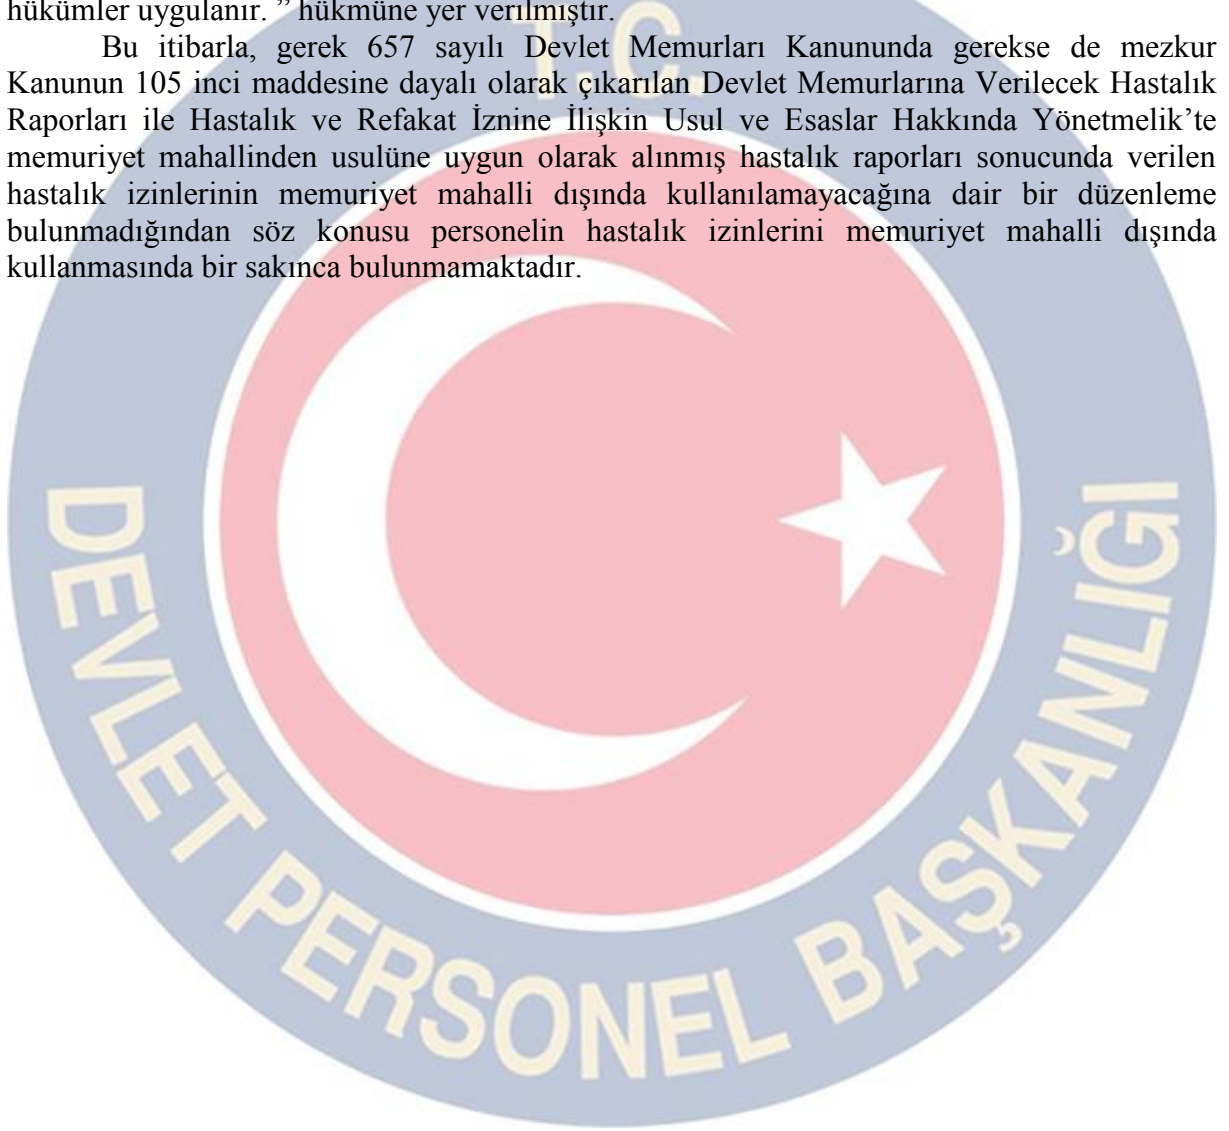 hükümler uygulanır. ” hükmüne yer verilmiştir.
Bu itibarla, gerek 657 sayılı Devlet Memurları Kanununda gerekse de mezkur
Kanunun 105 inci maddesine dayalı olarak çıkarılan Devlet Memurlarına Verilecek Hastalık
Raporları ile Hastalık ve Refakat İznine İlişkin Usul ve Esaslar Hakkında Yönetmelik’te
memuriyet mahallinden usulüne uygun olarak alınmış hastalık raporları sonucunda verilen
hastalık izinlerinin memuriyet mahalli dışında kullanılamayacağına dair bir düzenleme
bulunmadığından söz konusu personelin hastalık izinlerini memuriyet mahalli dışında
kullanmasında bir sakınca bulunmamaktadır.
T.C.
DEVLET PERSONEL BAŞKANLIĞI